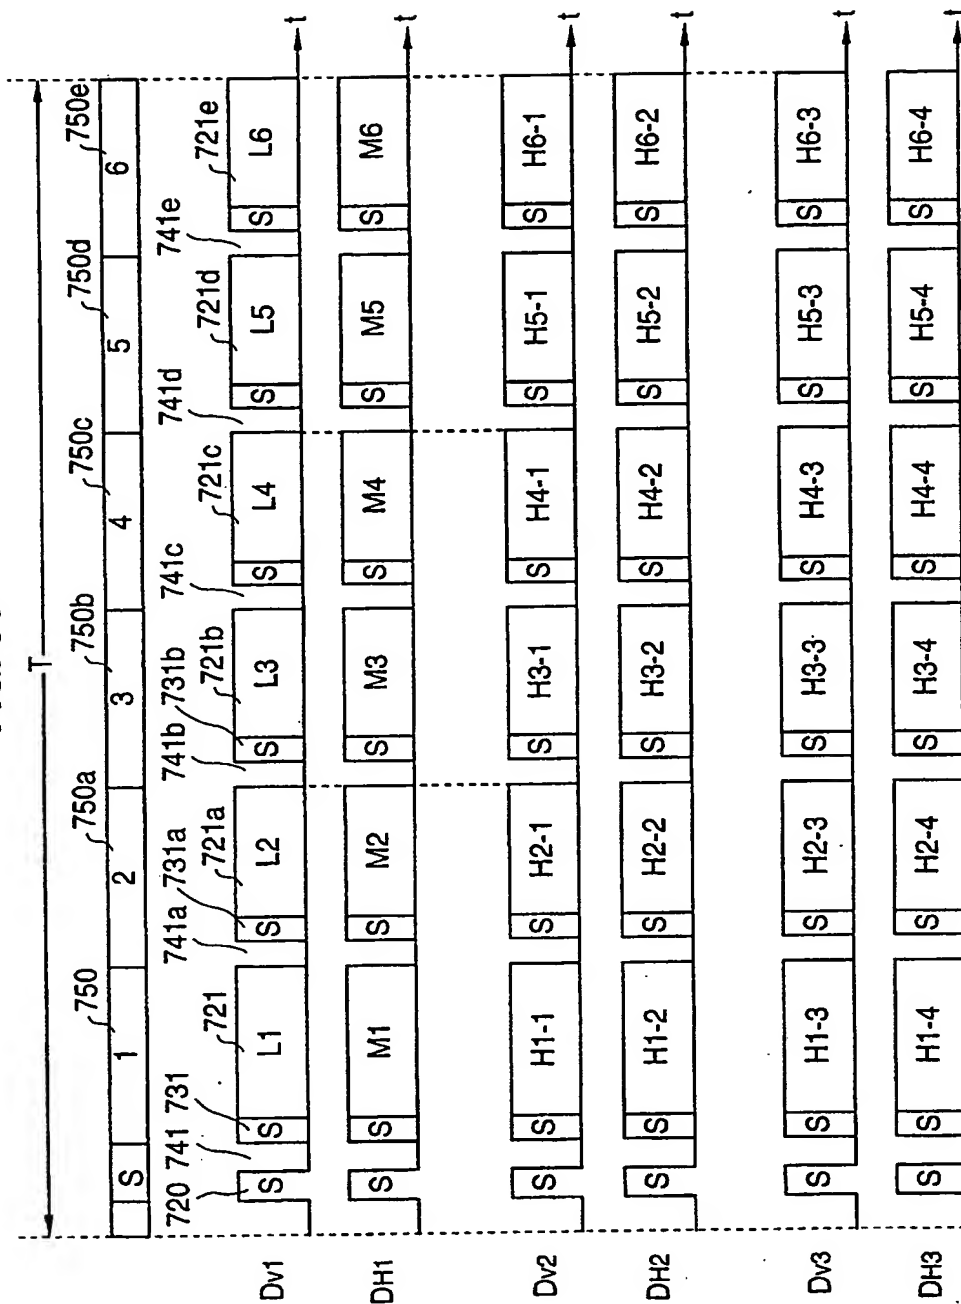 T
750 750a 750b 750c 750d 750e
S 1 2 3 4 5 6
720 741 731 721 741a 731a 721a 741b 731b 721b 741c 721c 741d 721d 741e 721e
Dv1 S S L1 S L2 S L3 S L4 S L5 S L6 t
DH1 S S M1 S M2 S M3 S M4 S M5 S M6 t
Dv2 S S H1-1 S H2-1 S H3-1 S H4-1 S H5-1 S H6-1 t
DH2 S S H1-2 S H2-2 S H3-2 S H4-2 S H5-2 S H6-2 t
Dv3 S S H1-3 S H2-3 S H3-3 S H4-3 S H5-3 S H6-3 t
DH3 S S H1-4 S H2-4 S H3-4 S H4-4 S H5-4 S H6-4 t